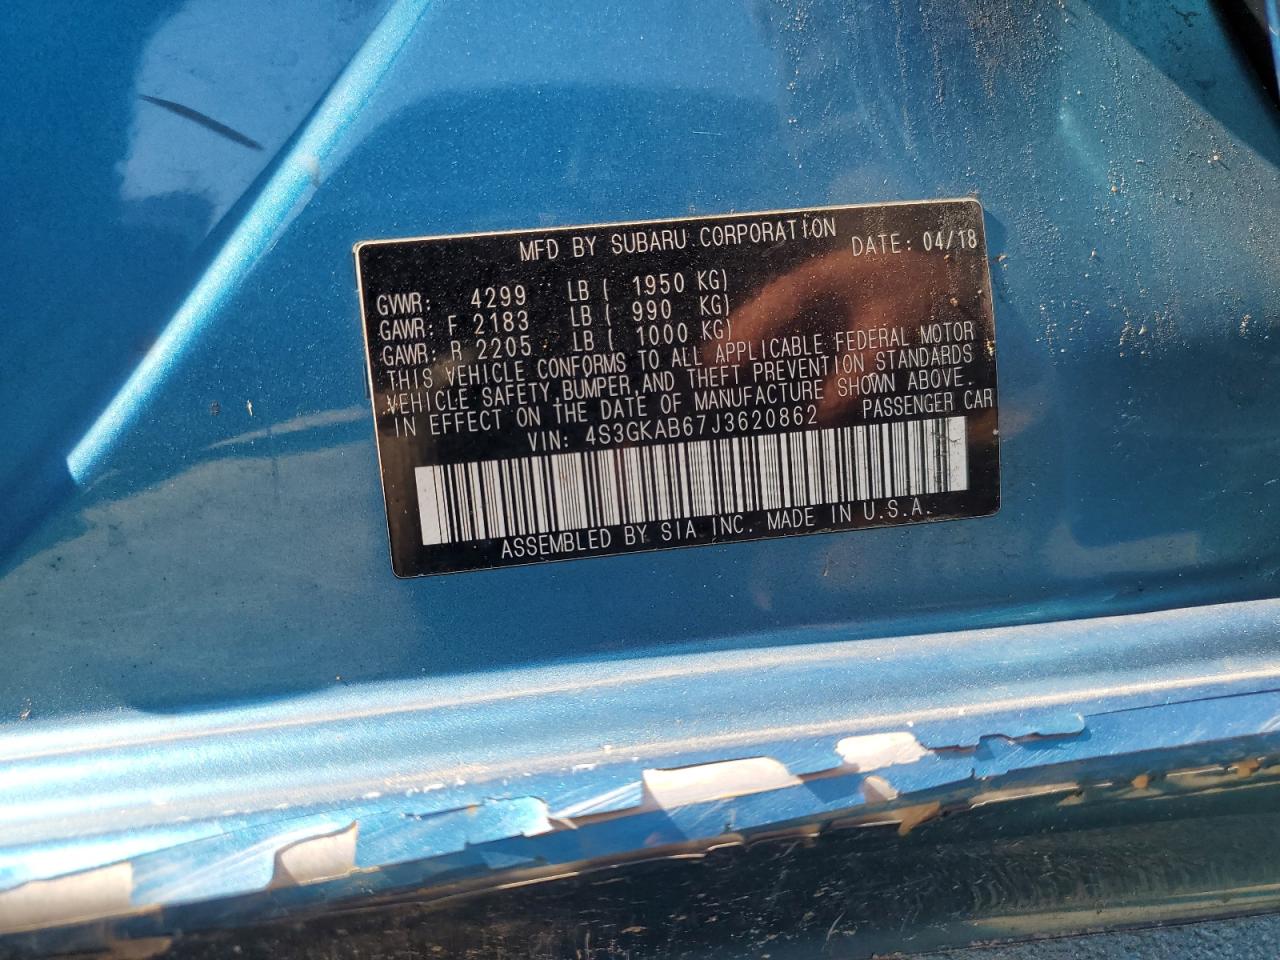 MFD BY SUBARU CORPORATION DATE: 04/18
GVWR: 4299 LB ( 1950 KG)
GAWR: F 2183 LB ( 990 KG)
GAWR: R 2205 LB ( 1000 KG)
THIS VEHICLE CONFORMS TO ALL APPLICABLE FEDERAL MOTOR
VEHICLE SAFETY, BUMPER, AND THEFT PREVENTION STANDARDS
IN EFFECT ON THE DATE OF MANUFACTURE SHOWN ABOVE.
VIN: 4S3GKAB67J3620862 PASSENGER CAR
ASSEMBLED BY SIA INC. MADE IN U.S.A.